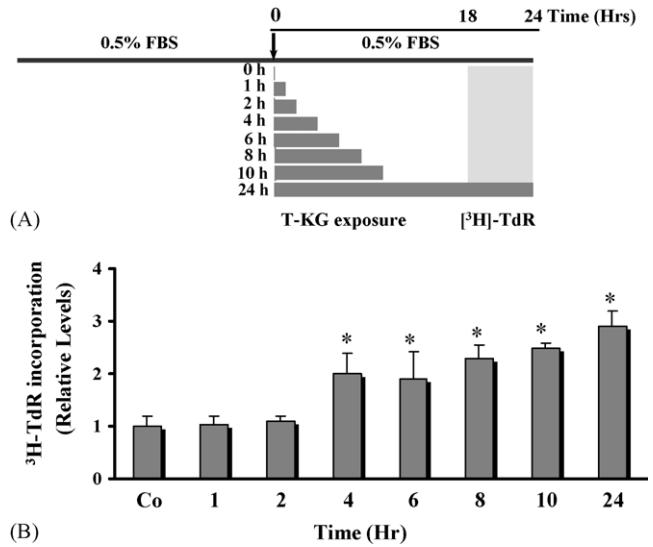 0 18 24 Time (Hrs)
0.5% FBS 0.5% FBS
0 h
1 h
2 h
4 h
6 h
8 h
10 h
24 h
(A) T-KG exposure [³H]-TdR
³H-TdR incorporation
(Relative Levels)
4
3
2
1
0
* * * * *
Co 1 2 4 6 8 10 24
(B) Time (Hr)